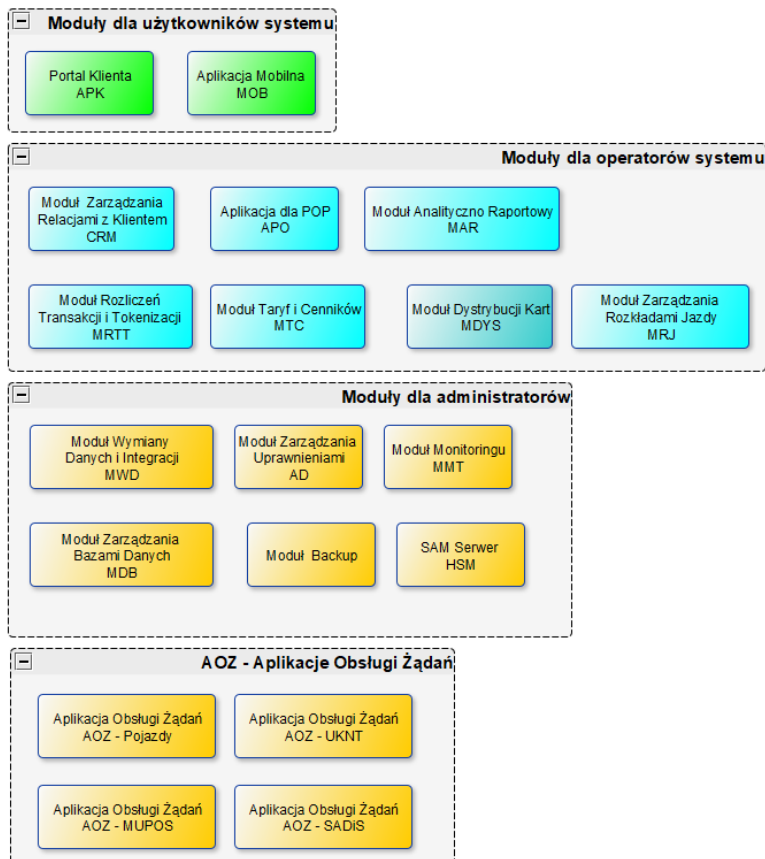 Moduły dla użytkowników systemu
Portal Klienta
APK
Aplikacja Mobilna
MOB
Moduły dla operatorów systemu
Moduł Zarządzania
Relacjami z Klientem
CRM
Aplikacja dla POP
APO
Moduł Analityczno Raportowy
MAR
Moduł Rozliczeń
Transakcji i Tokenizacji
MRTT
Moduł Taryf i Cenników
MTC
Moduł Dystrybucji Kart
MDYS
Moduł Zarządzania
Rozkładami Jazdy
MRJ
Moduły dla administratorów
Moduł Wymiany
Danych i Integracji
MWD
Moduł Zarządzania
Uprawnieniami
AD
Moduł Monitoringu
MMT
Moduł Zarządzania
Bazami Danych
MDB
Moduł Backup
SAM Serwer
HSM
AOZ - Aplikacje Obsługi Żądań
Aplikacja Obsługi Żądań
AOZ - Pojazdy
Aplikacja Obsługi Żądań
AOZ - UKNT
Aplikacja Obsługi Żądań
AOZ - MUPOS
Aplikacja Obsługi Żądań
AOZ - SADiS